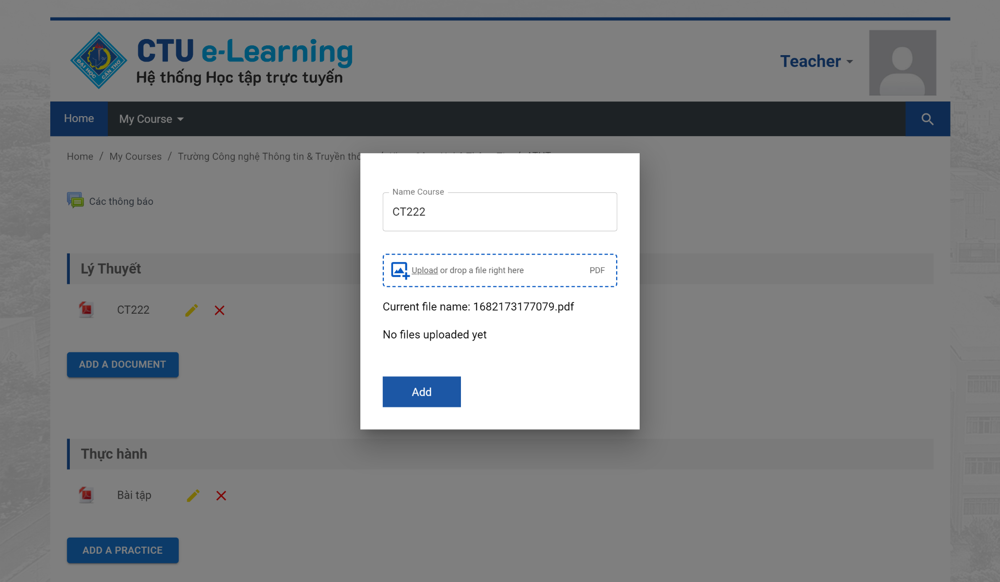 CTU e-Learning
Hệ thống Học tập trực tuyến
ĐẠI HỌC CẦN THƠ
Teacher
Home
My Course
Home / My Courses / Trường Công nghệ Thông tin & Truyền
Các thông báo
Name Course
CT222
Upload or drop a file right here
PDF
Current file name: 1682173177079.pdf
No files uploaded yet
Add
Lý Thuyết
CT222
ADD A DOCUMENT
Thực hành
Bài tập
ADD A PRACTICE